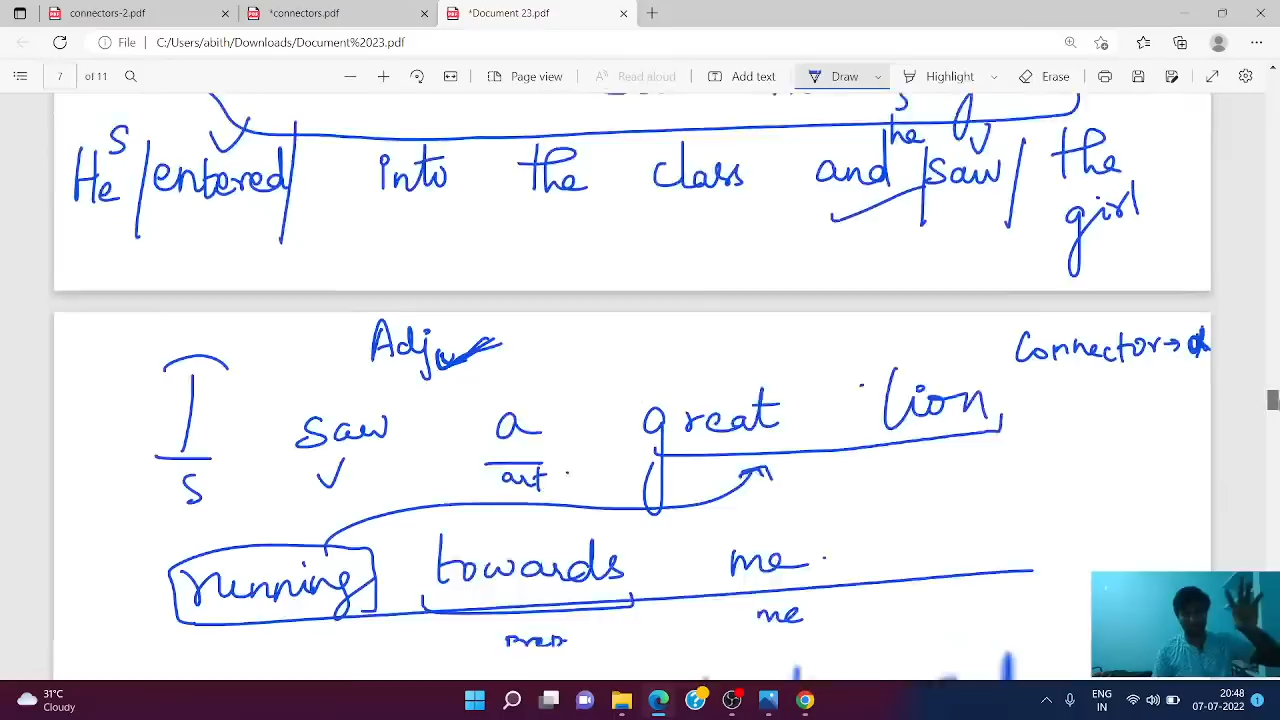 connectors-2.pdf *connectors.pdf *Document 23.pdf
File C:/Users/abith/Downloads/Document%2023.pdf
7 of 11 Page view Read aloud Add text Draw Highlight Erase
S he
He entered into the class and saw the
girl
Adj Connector→
I saw a great lion
S art
running towards me.
prep me
31°C
Cloudy
ENG
IN
20:48
07-07-2022